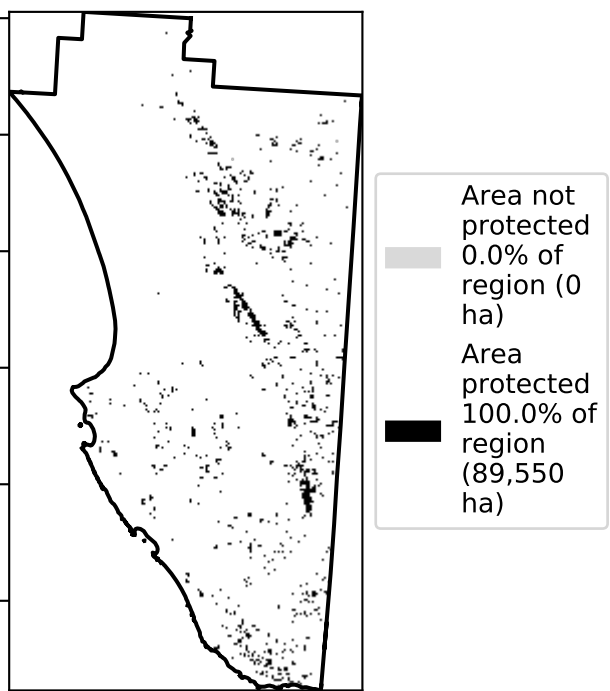 Area not
protected
0.0% of
region (0
ha)
Area
protected
100.0% of
region
(89,550
ha)